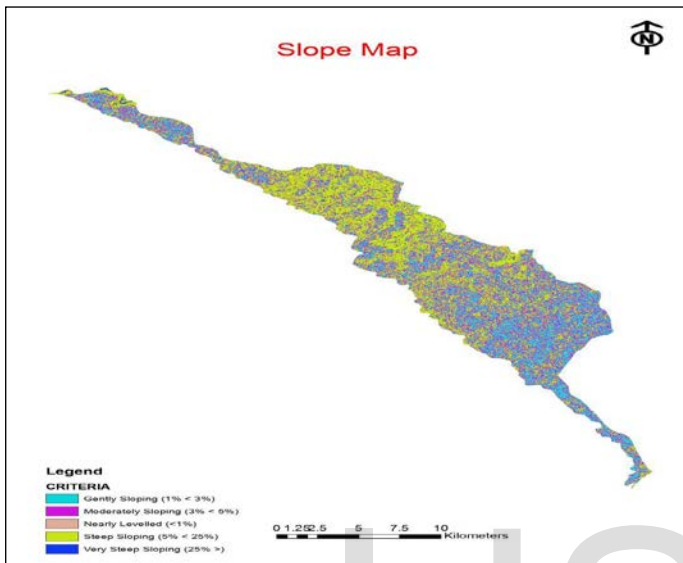 Slope Map
N
Legend
CRITERIA
Gently Sloping (1% < 3%)
Moderately Sloping (3% < 5%)
Nearly Levelled (<1%)
Steep Sloping (5% < 25%)
Very Steep Sloping (25% >)
0 1.25 2.5 5 7.5 10
Kilometers